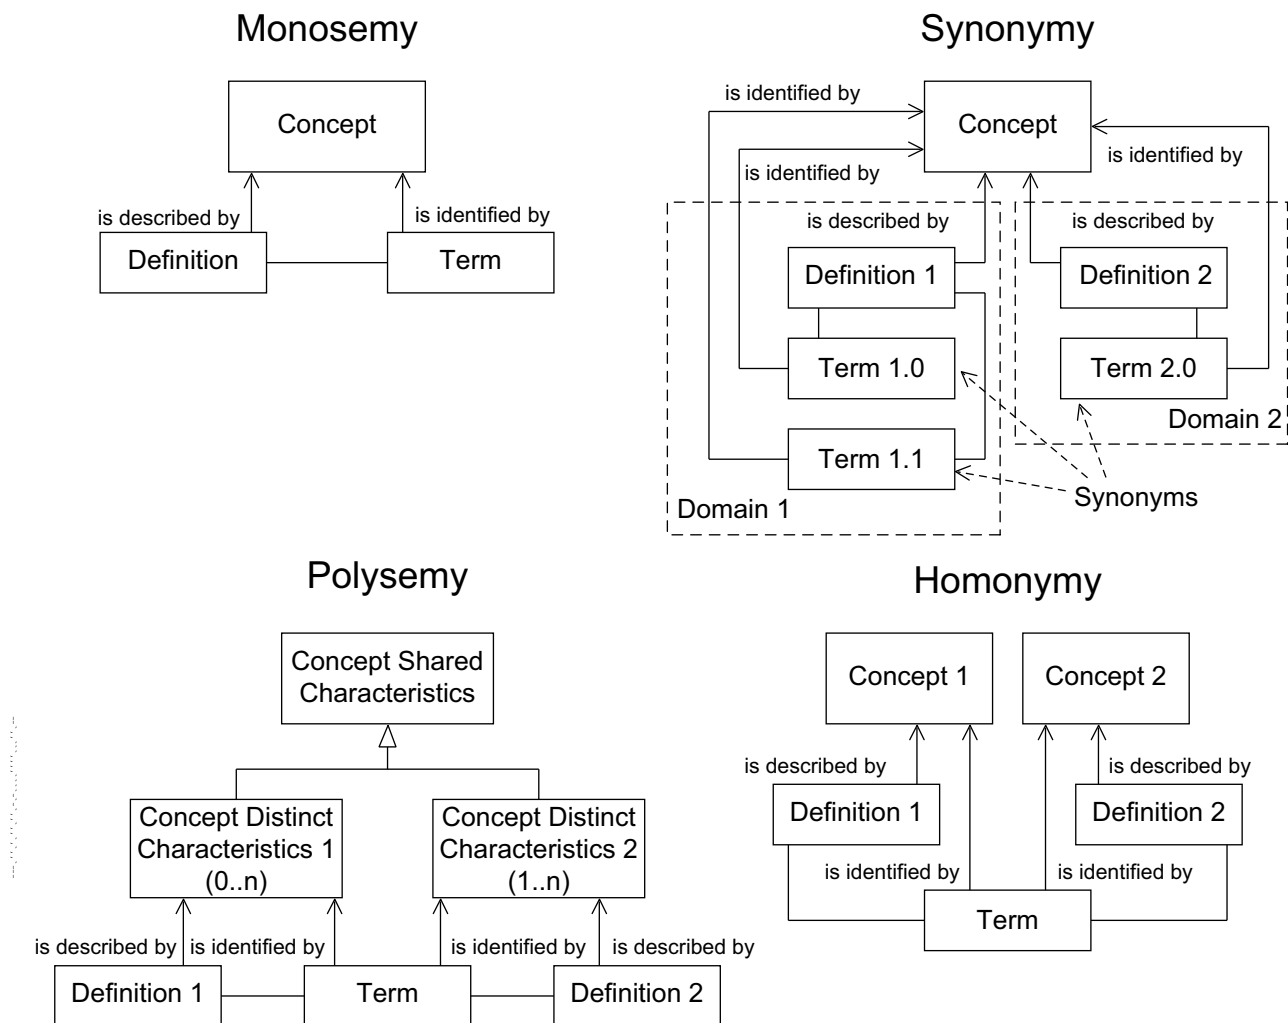 Monosemy
Concept
is described by
is identified by
Definition
Term
Synonymy
is identified by
Concept
is identified by
is identified by
is described by
is described by
Definition 1
Definition 2
Term 1.0
Term 2.0
Domain 2
Term 1.1
Synonyms
Domain 1
Polysemy
Concept Shared
Characteristics
Concept Distinct
Characteristics 1
(0..n)
Concept Distinct
Characteristics 2
(1..n)
is described by
is identified by
is identified by
is described by
Definition 1
Term
Definition 2
Homonymy
Concept 1
Concept 2
is described by
is described by
Definition 1
Definition 2
is identified by
is identified by
Term